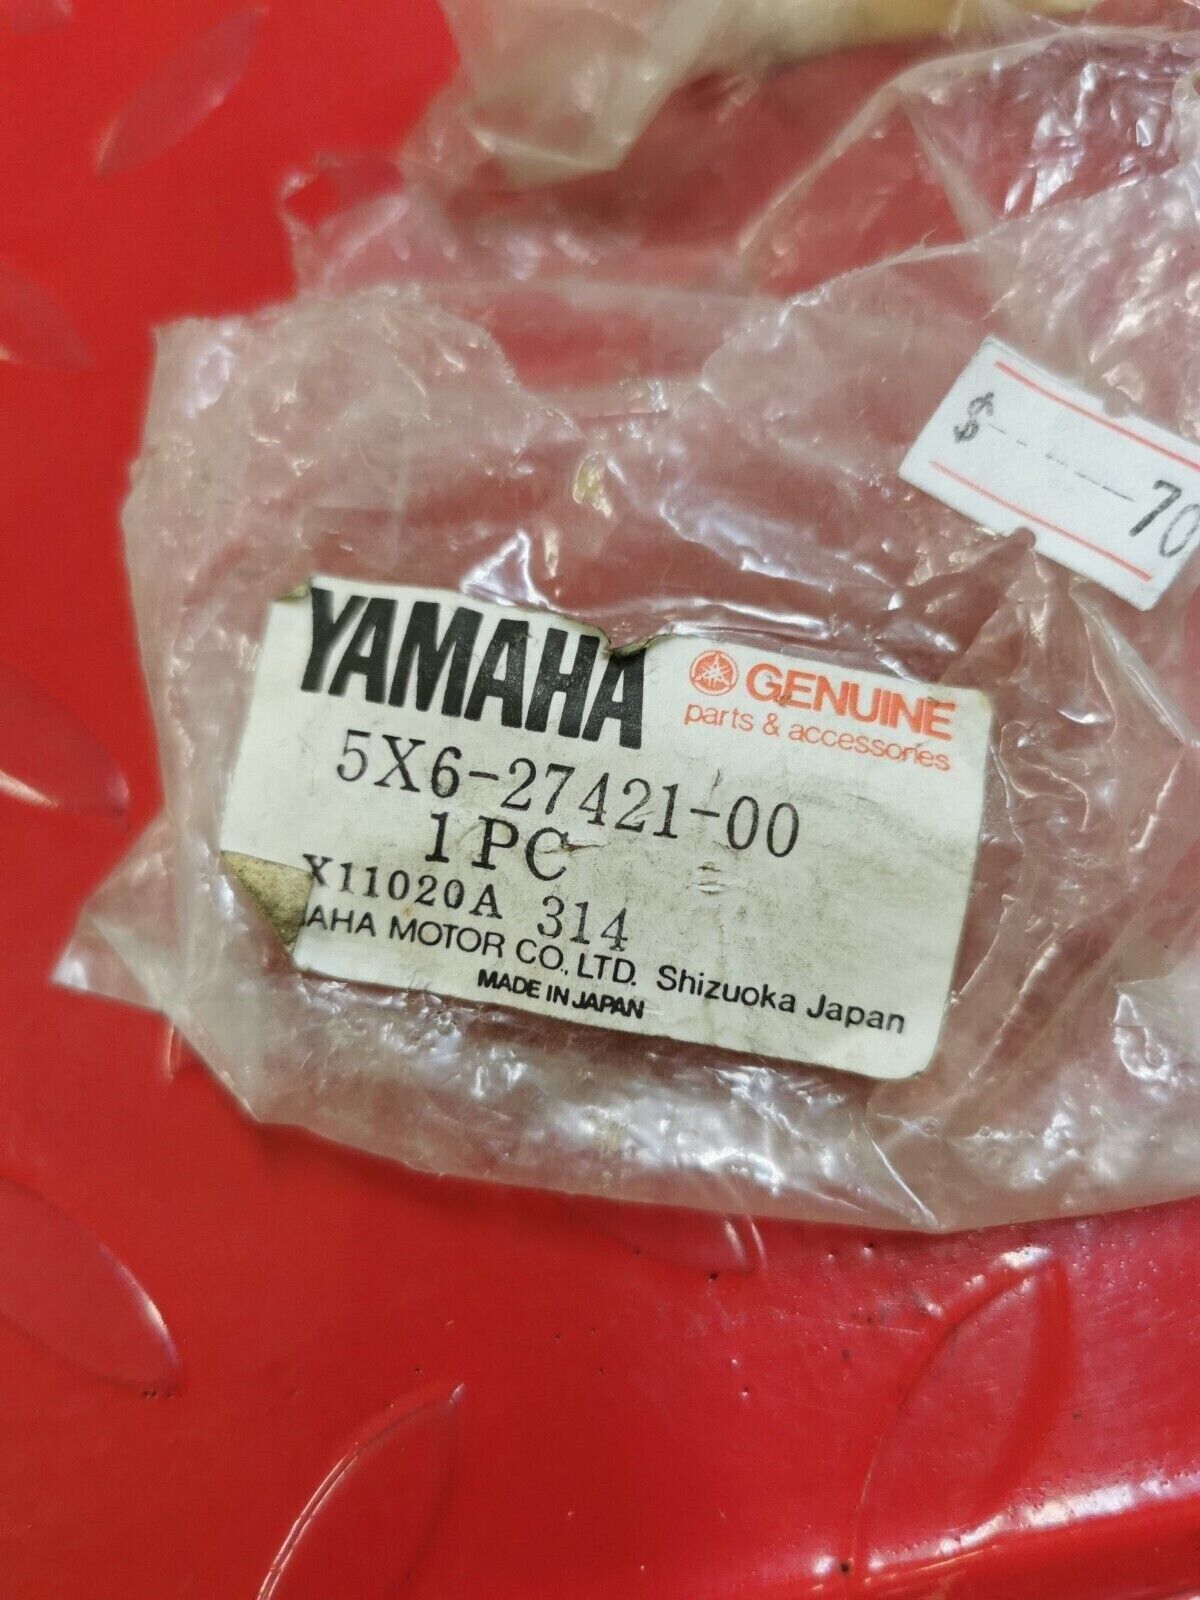 $-----70
YAMAHA
GENUINE
parts & accessories
5X6-27421-00
1PC
X11020A 314
AHA MOTOR CO., LTD. Shizuoka Japan
MADE IN JAPAN